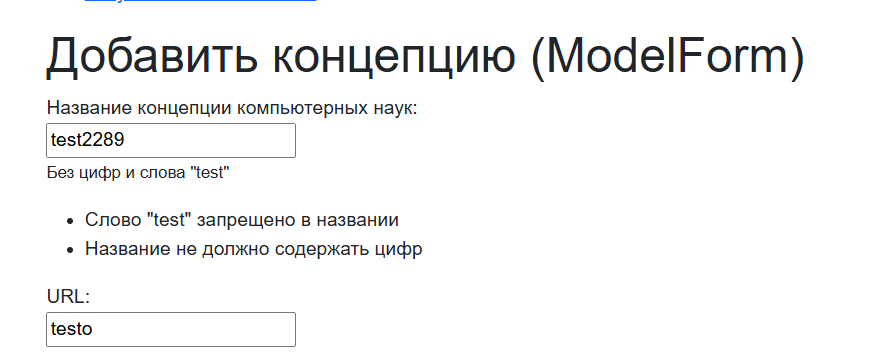 Добавить концепцию (ModelForm)
Название концепции компьютерных наук:
test2289
Без цифр и слова "test"
Слово "test" запрещено в названии
Название не должно содержать цифр
URL:
testo